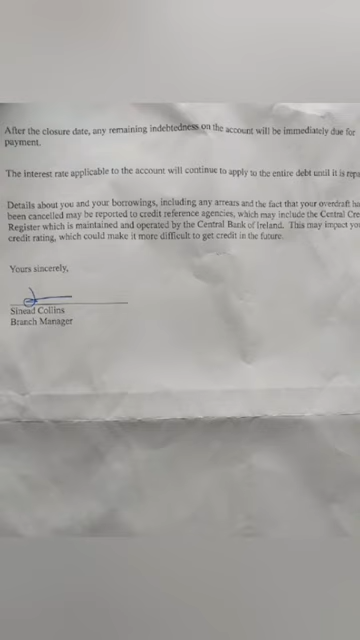 After the closure date, any remaining indebtedness on the account will be immediately due for
payment.
The interest rate applicable to the account will continue to apply to the entire debt until it is repa
Details about you and your borrowings, including any arrears and the fact that your overdraft ha
been cancelled may be reported to credit reference agencies, which may include the Central Cre
Register which is maintained and operated by the Central Bank of Ireland. This may impact you
credit rating, which could make it more difficult to get credit in the future.
Yours sincerely,
Sinead Collins
Branch Manager